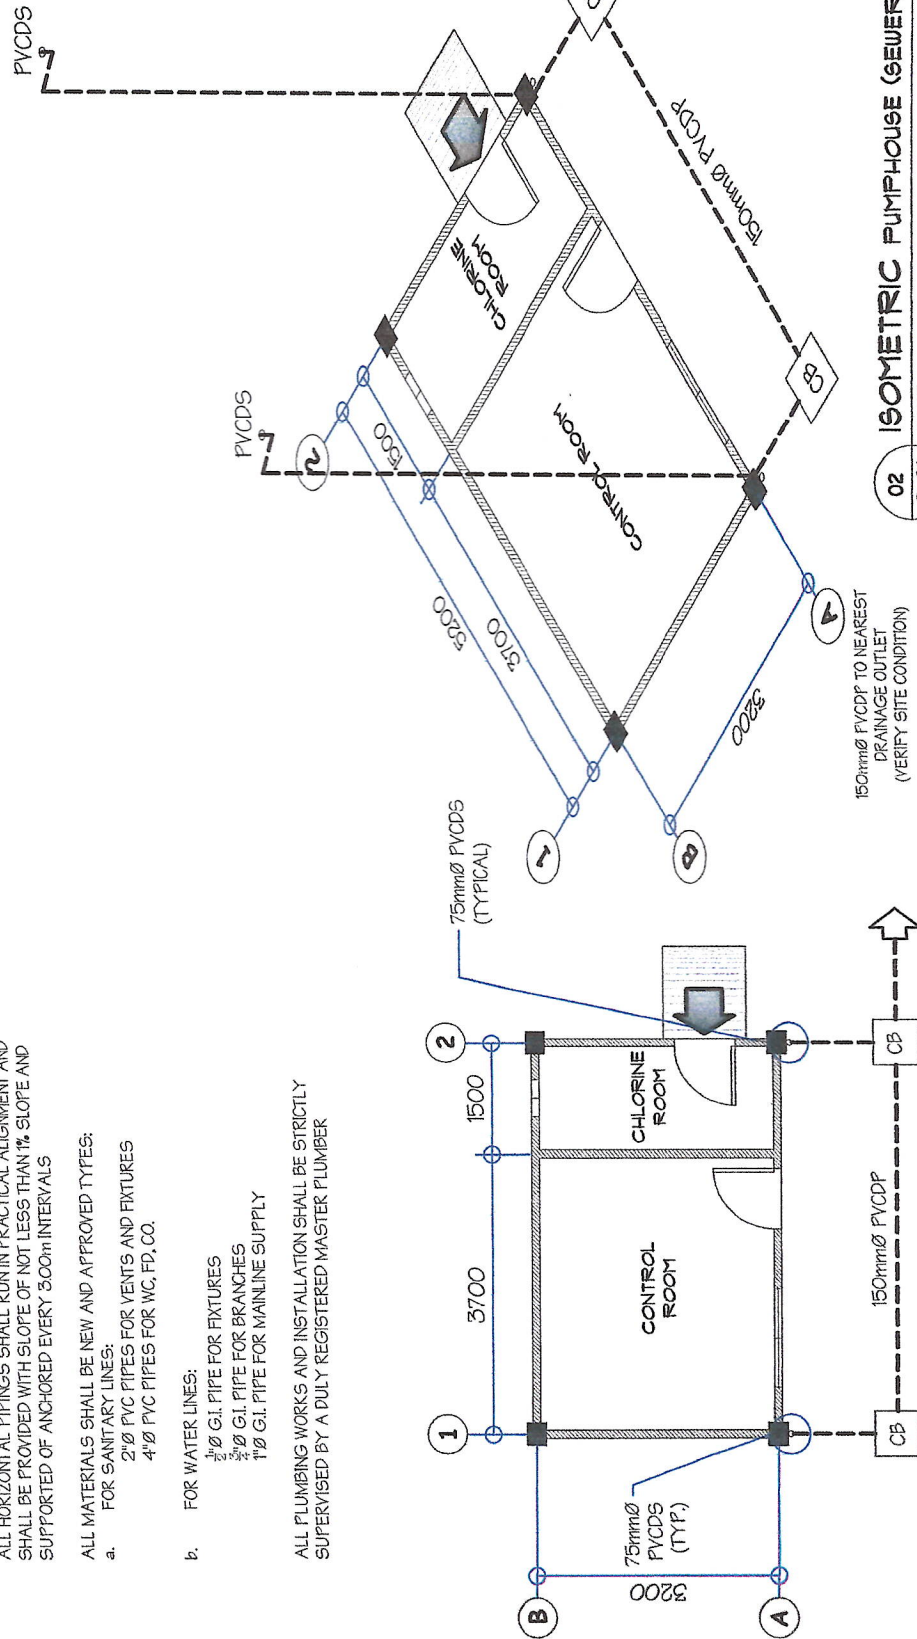 ALL HORIZONTAL PIPINGS SHALL RUN IN PRACTICAL ALIGNMENT AND
SHALL BE PROVIDED WITH SLOPE OF NOT LESS THAN 1% SLOPE AND
SUPPORTED OF ANCHORED EVERY 3.00m INTERVALS
ALL MATERIALS SHALL BE NEW AND APPROVED TYPES:
a. FOR SANITARY LINES:
2"Ø PVC PIPES FOR VENTS AND FIXTURES
4"Ø PVC PIPES FOR WC, FD, CO.
b. FOR WATER LINES:
1/2"Ø G.I. PIPE FOR FIXTURES
3/4"Ø G.I. PIPE FOR BRANCHES
1"Ø G.I. PIPE FOR MAINLINE SUPPLY
ALL PLUMBING WORKS AND INSTALLATION SHALL BE STRICTLY
SUPERVISED BY A DULY REGISTERED MASTER PLUMBER
1
2
3700
1500
75mmØ PVCDS
(TYPICAL)
B
A
3200
CONTROL
ROOM
CHLORINE
ROOM
75mmØ
PVCDS
(TYP.)
CB
150mmØ PVCDP
CB
PVCDS
PVCDS
2
1
B
A
1500
5200
3700
3200
CHLORINE
ROOM
CONTROL ROOM
150mmØ PVCDP
CB
150mmØ PVCDP TO NEAREST
DRAINAGE OUTLET
(VERIFY SITE CONDITION)
02
ISOMETRIC PUMPHOUSE (SEWER